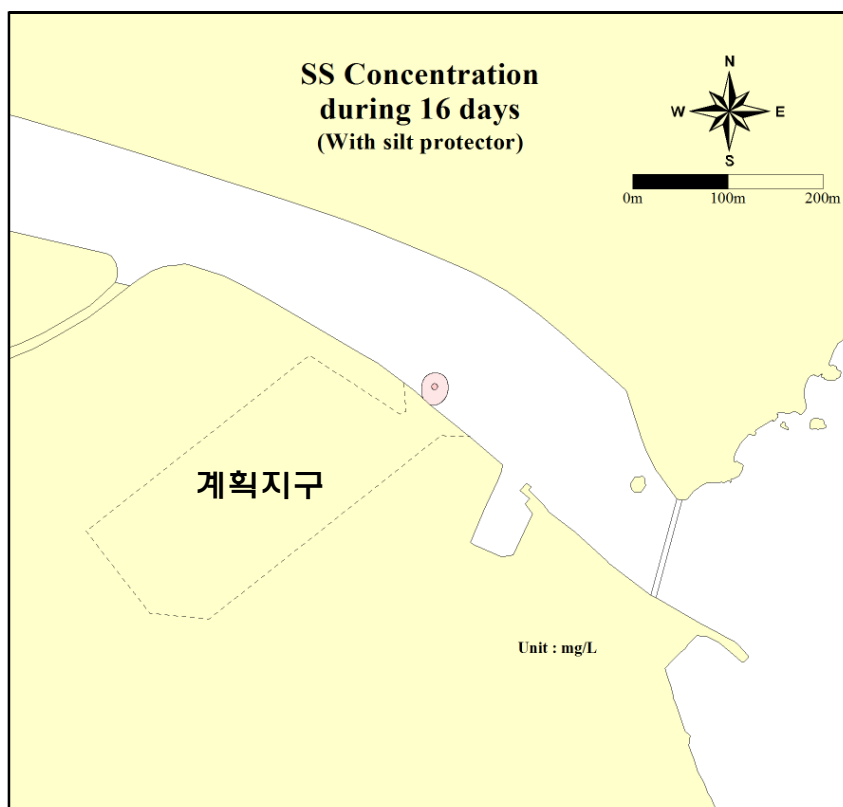 SS Concentration
during 16 days
(With silt protector)
N
W E
S
0m 100m 200m
계획지구
Unit : mg/L